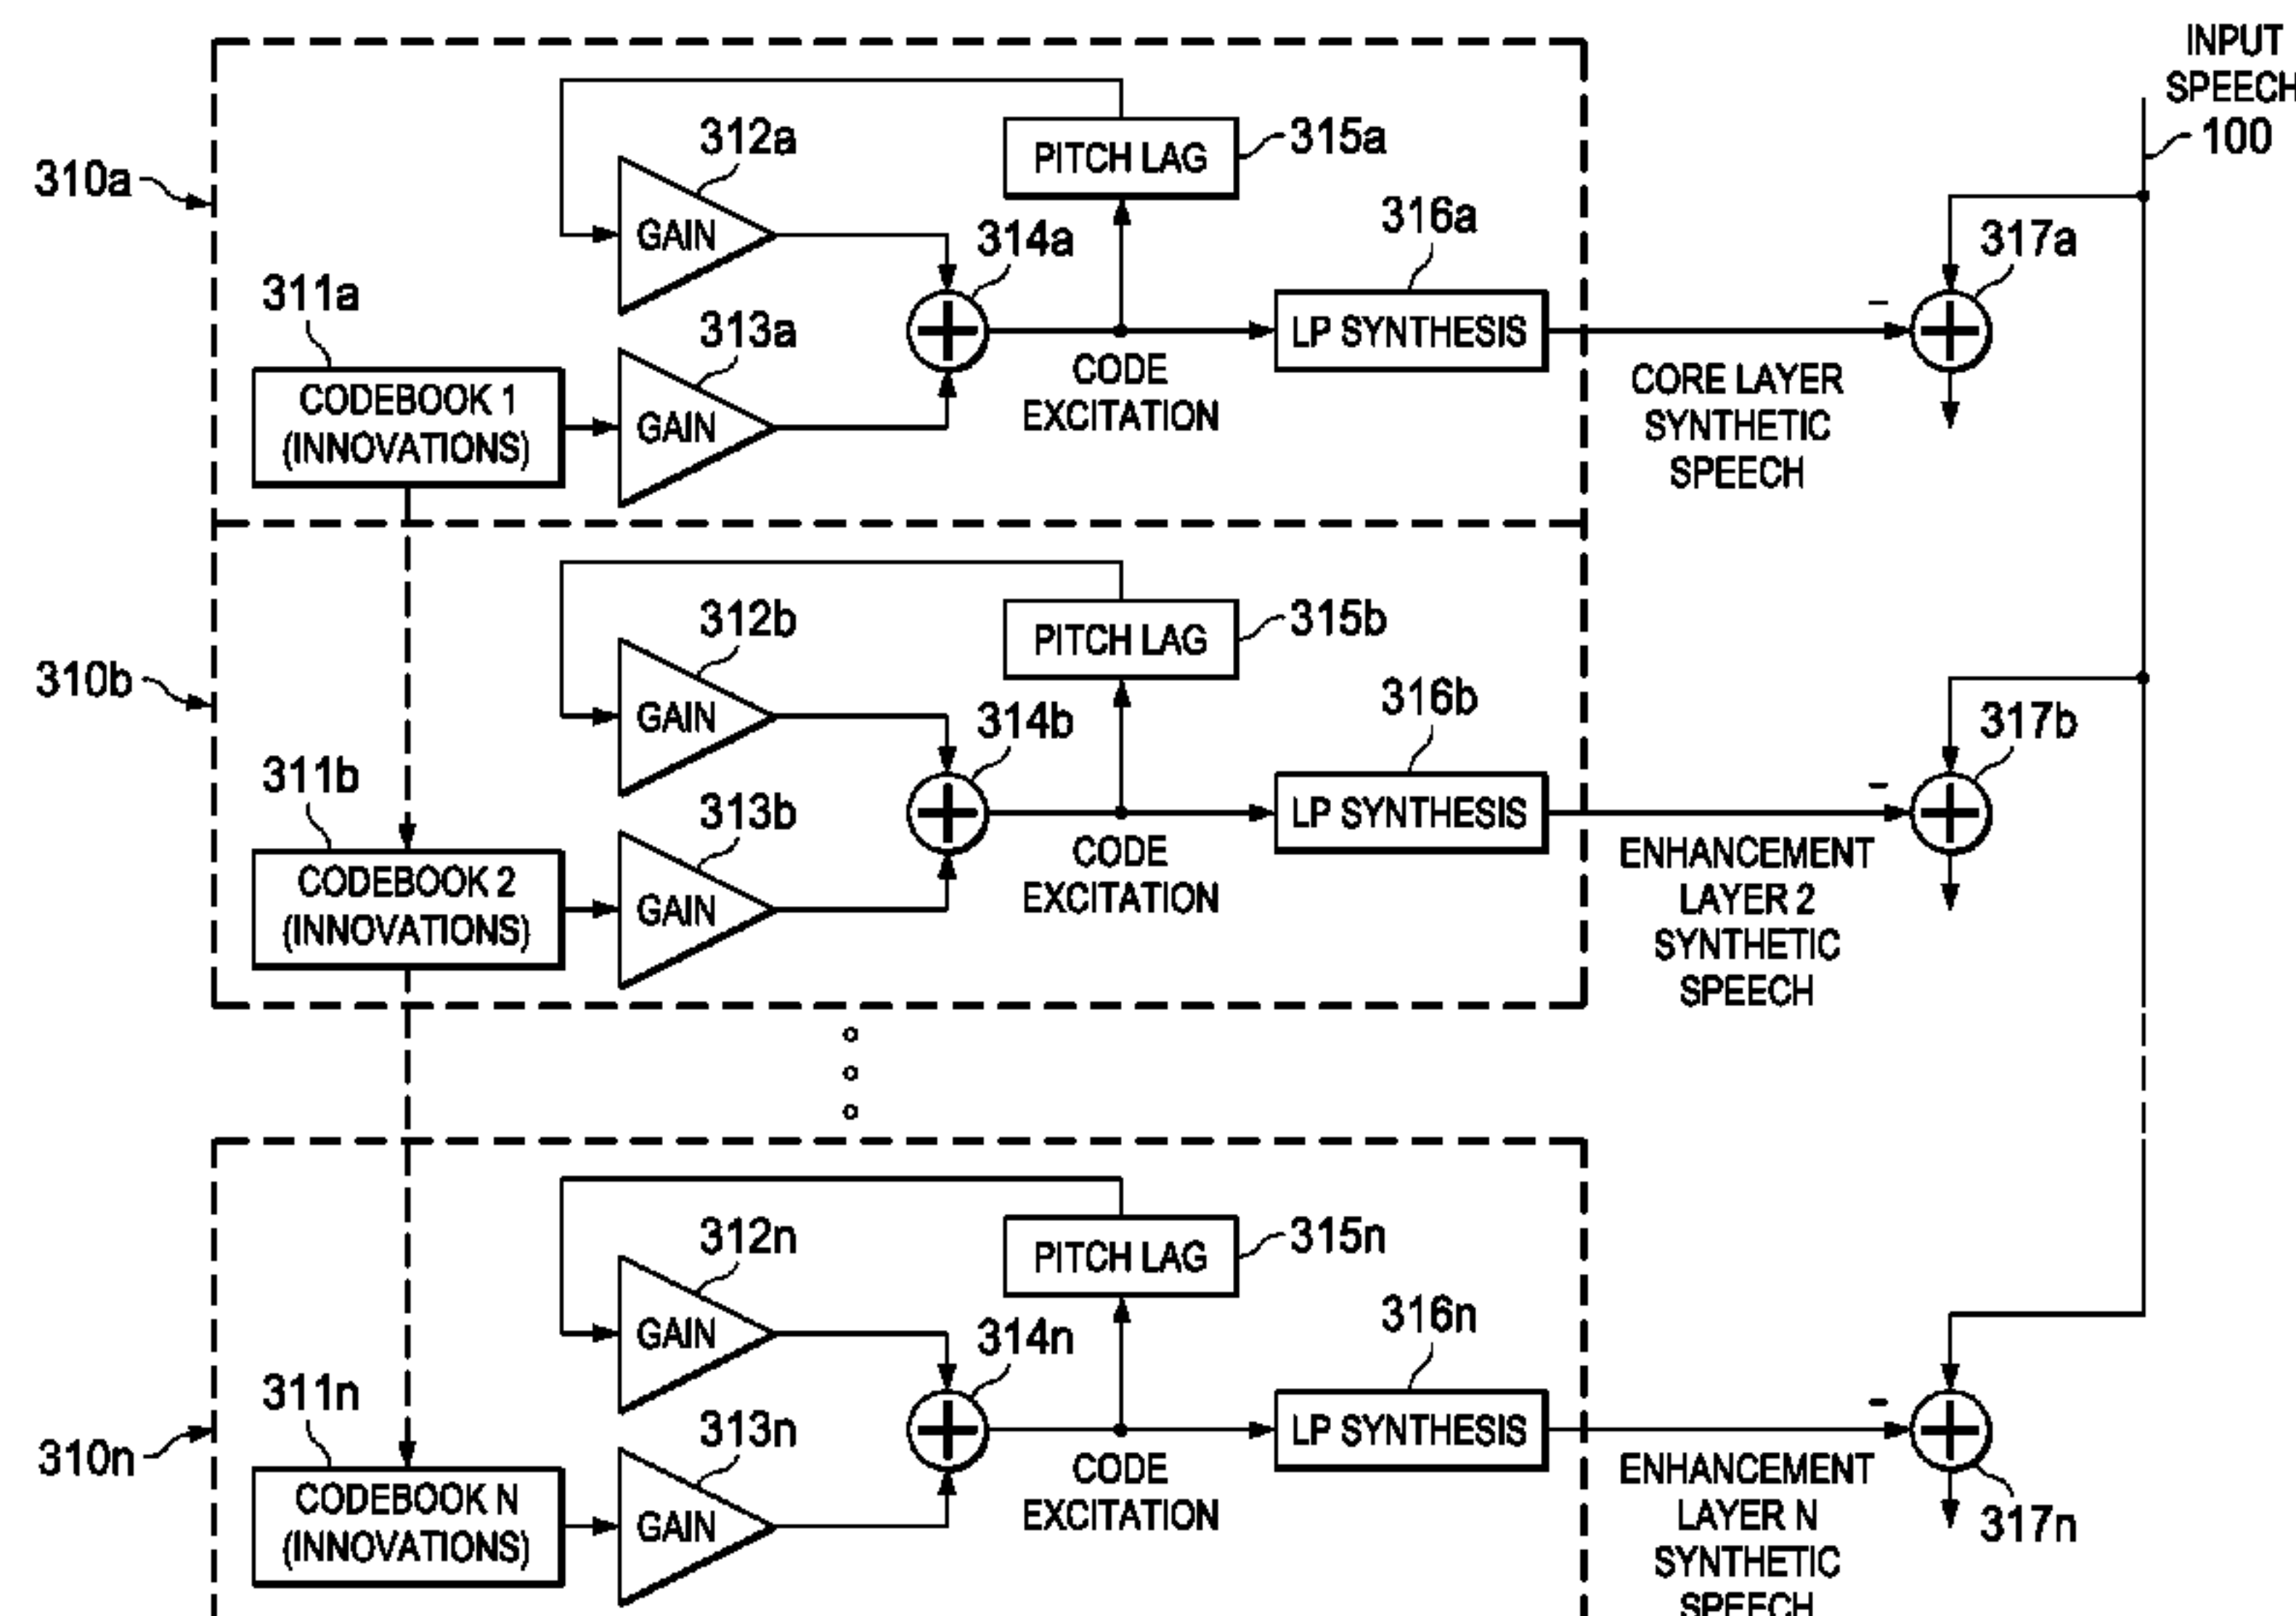 INPUT
SPEECH
100
310a
312a
GAIN
PITCH LAG
315a
314a
316a
317a
311a
CODEBOOK 1
(INNOVATIONS)
313a
GAIN
LP SYNTHESIS
-
CODE
EXCITATION
CORE LAYER
SYNTHETIC
SPEECH
310b
312b
GAIN
PITCH LAG
315b
314b
316b
317b
311b
CODEBOOK 2
(INNOVATIONS)
313b
GAIN
LP SYNTHESIS
-
CODE
EXCITATION
ENHANCEMENT
LAYER 2
SYNTHETIC
SPEECH
310n
312n
GAIN
PITCH LAG
315n
314n
316n
317n
311n
CODEBOOK N
(INNOVATIONS)
313n
GAIN
LP SYNTHESIS
-
CODE
EXCITATION
ENHANCEMENT
LAYER N
SYNTHETIC
SPEECH